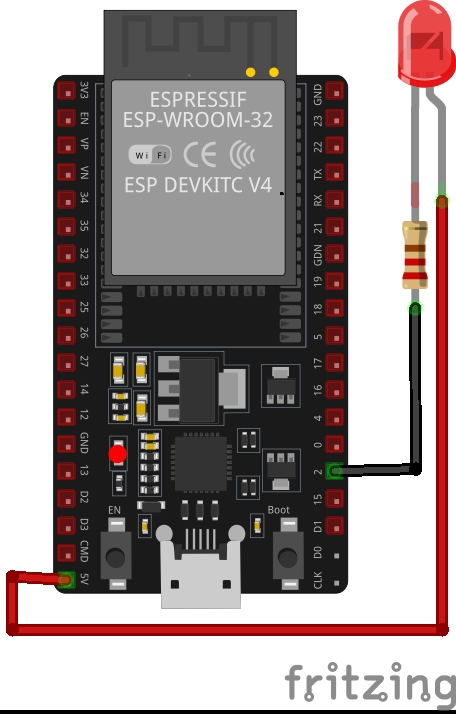 ESPRESSIF
ESP-WROOM-32
Wi Fi
CE
ESP DEVKITC V4
3V3
EN
VP
VN
34
35
32
33
25
26
27
14
12
GND
13
D2
D3
CMD
5V
GND
23
22
TX
RX
21
GDN
19
18
5
17
16
4
0
2
15
D1
D0
CLK
EN
Boot
fritzing